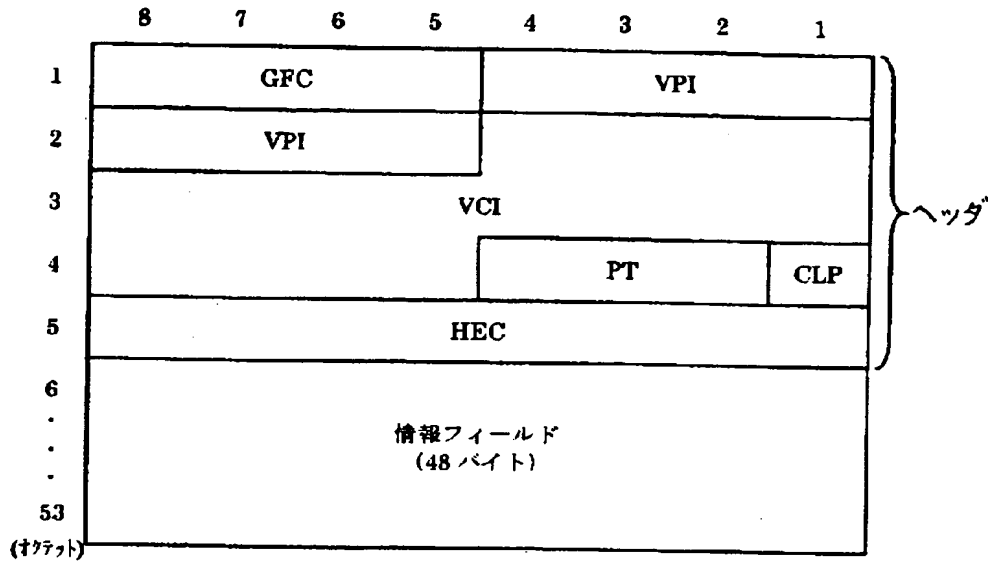 8 7 6 5 4 3 2 1
1 GFC VPI
2 VPI
3 VCI
ヘッダ
4 PT CLP
5 HEC
6
・
・
・
情報フィールド
(48バイト)
53
(オクテット)